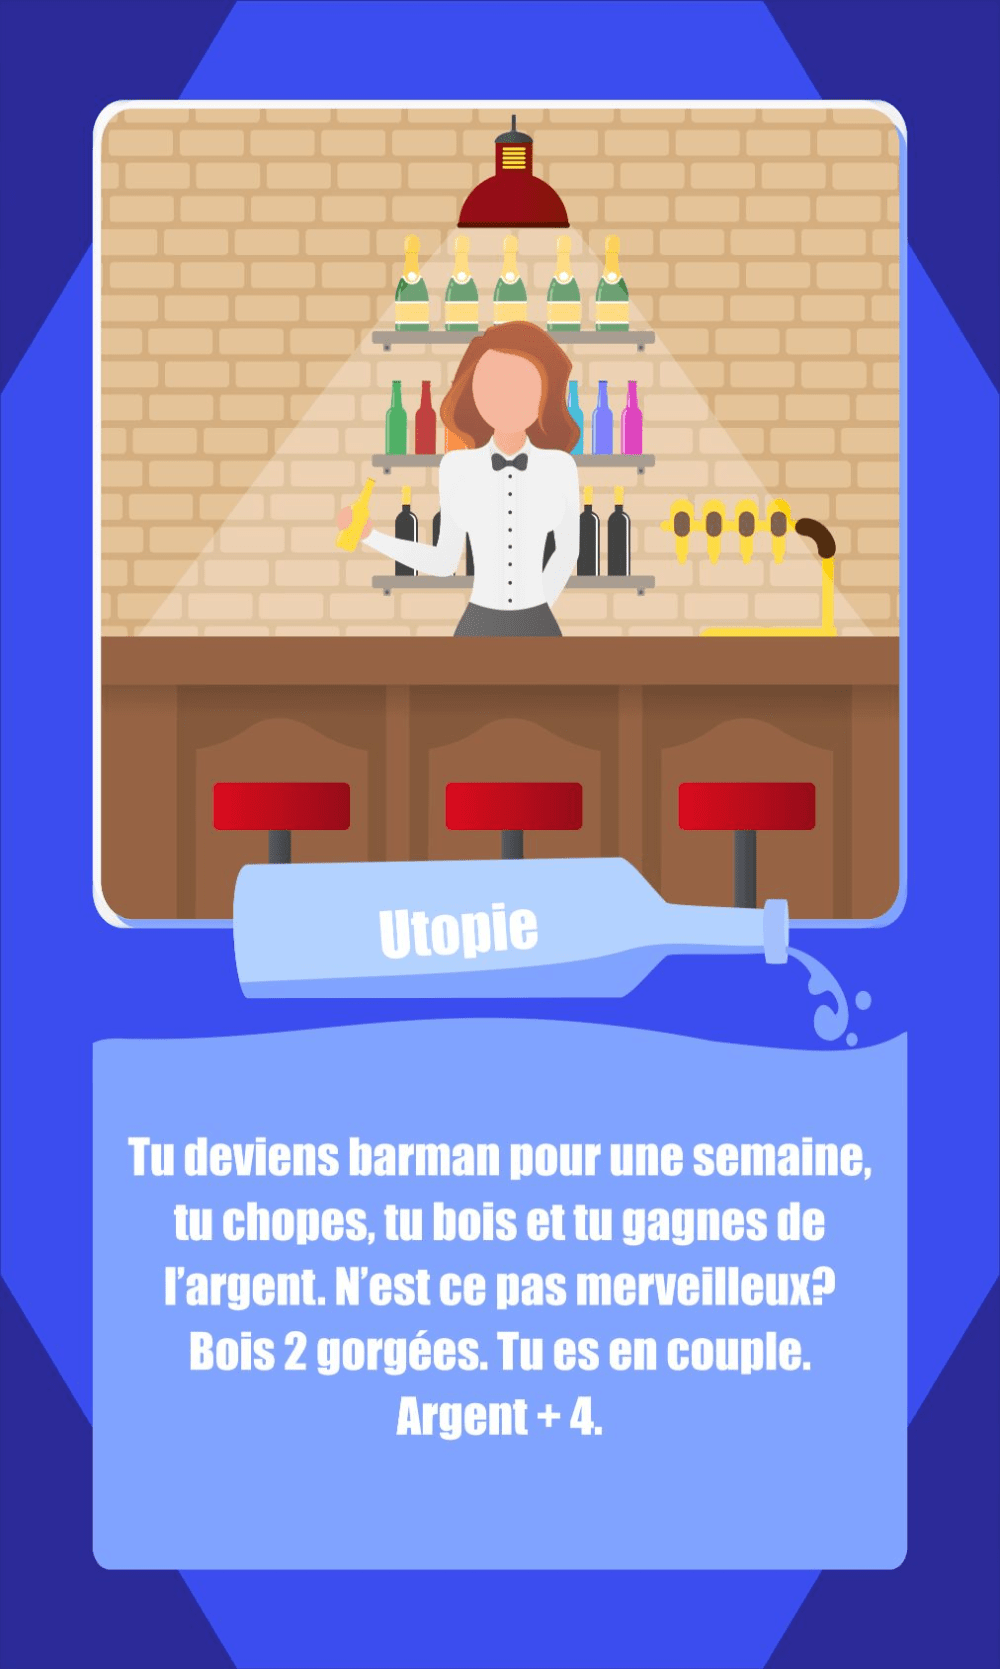 Utopie
Tu deviens barman pour une semaine,
tu chopes, tu bois et tu gagnes de
l’argent. N’est ce pas merveilleux?
Bois 2 gorgées. Tu es en couple.
Argent + 4.